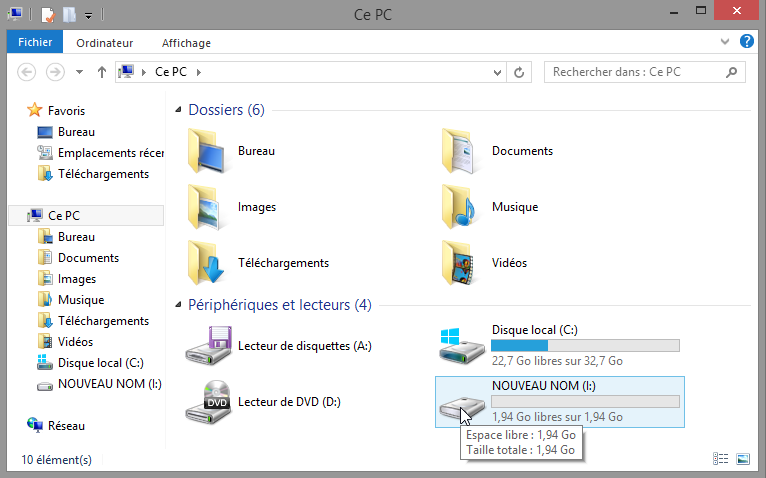 Ce PC
Fichier
Ordinateur
Affichage
Ce PC
Rechercher dans : Ce PC
Favoris
Bureau
Emplacements récer
Téléchargements
Ce PC
Bureau
Documents
Images
Musique
Téléchargements
Vidéos
Disque local (C:)
NOUVEAU NOM (I:)
Réseau
Dossiers (6)
Bureau
Documents
Images
Musique
Téléchargements
Vidéos
Périphériques et lecteurs (4)
Lecteur de disquettes (A:)
Disque local (C:)
22,7 Go libres sur 32,7 Go
DVD
Lecteur de DVD (D:)
NOUVEAU NOM (I:)
1,94 Go libres sur 1,94 Go
Espace libre : 1,94 Go
Taille totale : 1,94 Go
10 élément(s)